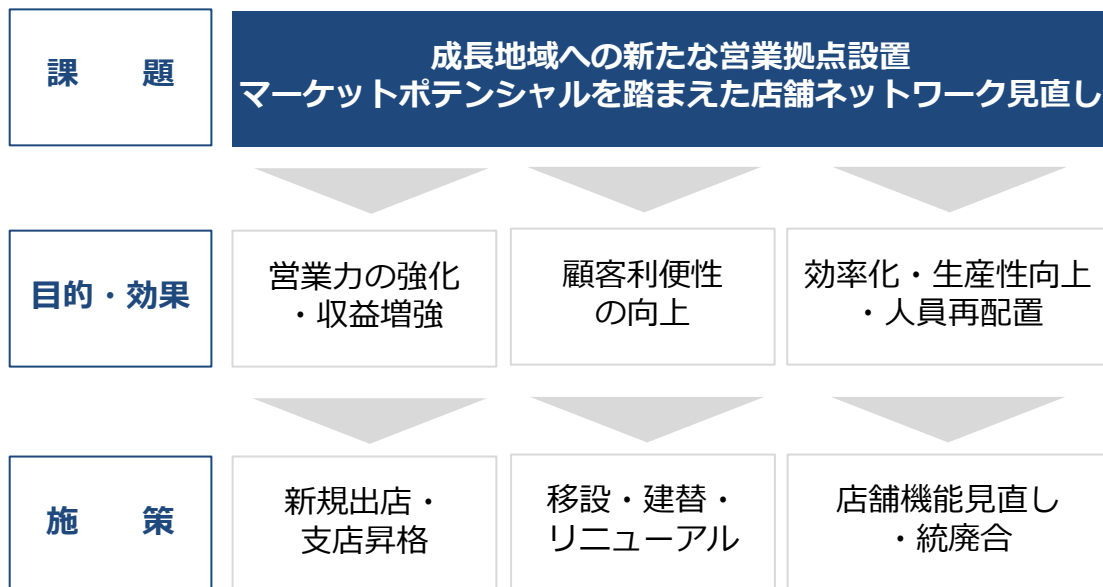 課　題
成長地域への新たな営業拠点設置
マーケットポテンシャルを踏まえた店舗ネットワーク見直し
目的・効果
営業力の強化
・収益増強
顧客利便性
の向上
効率化・生産性向上
・人員再配置
施　策
新規出店・
支店昇格
移設・建替・
リニューアル
店舗機能見直し
・統廃合